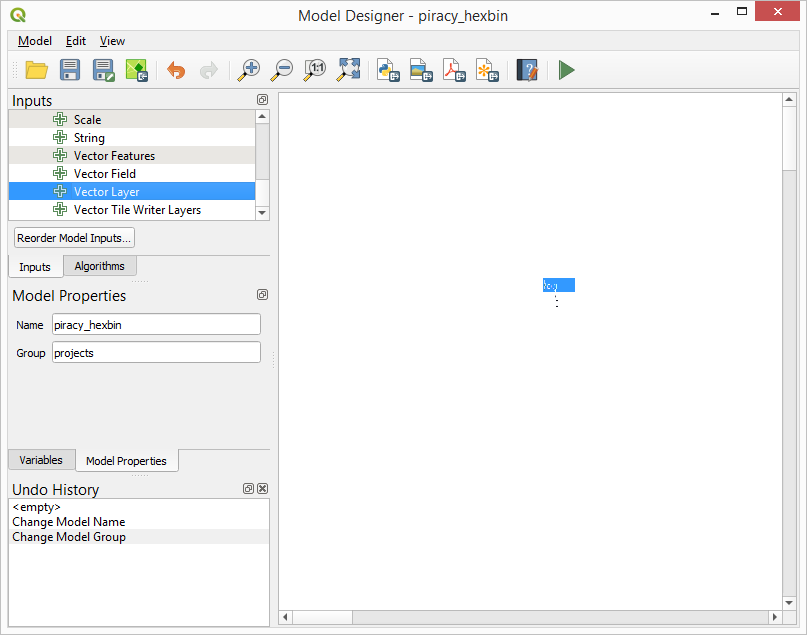 Model Designer - piracy_hexbin
Model Edit View
1:1
Inputs
Scale
String
Vector Features
Vector Field
Vector Layer
Vector Tile Writer Layers
Reorder Model Inputs...
Inputs Algorithms
Model Properties
Name piracy_hexbin
Group projects
Variables Model Properties
Undo History
<empty>
Change Model Name
Change Model Group